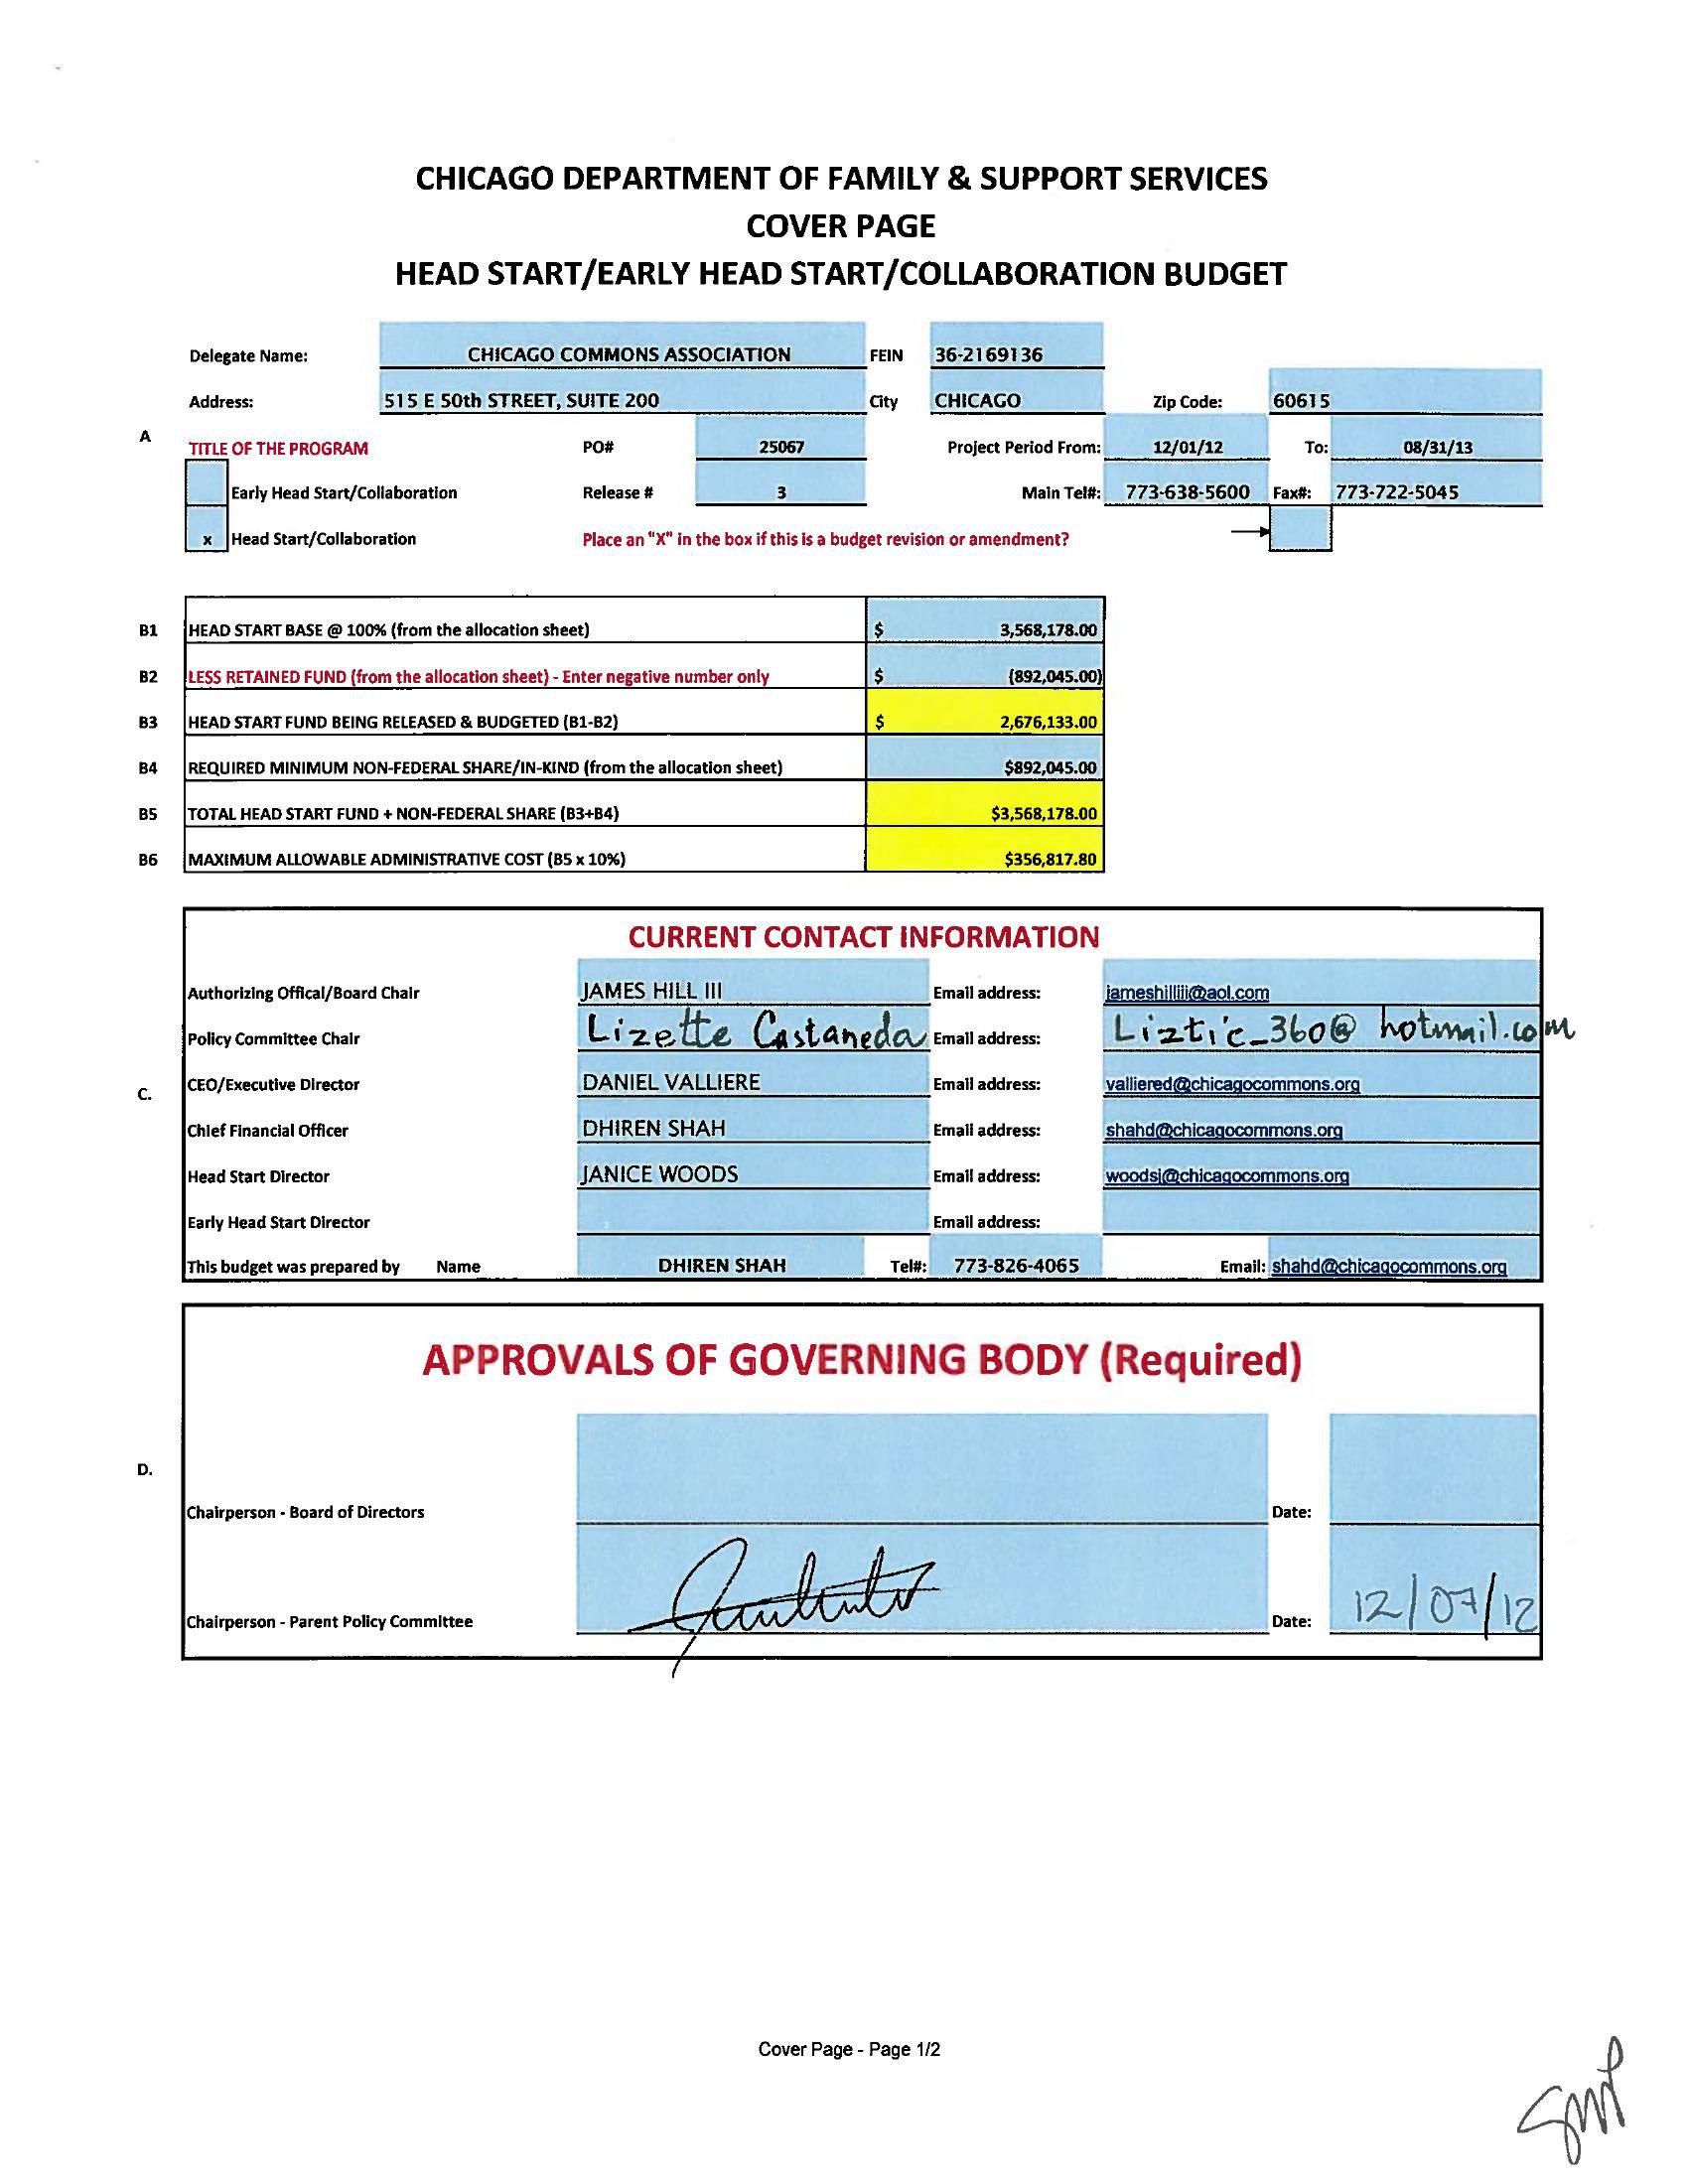 CHICAGO DEPARTMENT OF FAMILY & SUPPORT SERVICES
COVER PAGE
HEAD START/EARLY HEAD START/COLLABORATION BUDGET
Delegate Name: CHICAGO COMMONS ASSOCIATION FEIN 36-2169136
Address: 515 E 50th STREET, SUITE 200 City CHICAGO Zip Code: 60615
A
TITLE OF THE PROGRAM PO# 25067 Project Period From: 12/01/12 To: 08/31/13
Early Head Start/Collaboration Release # 3 Main Tel#: 773-638-5600 Fax#: 773-722-5045
x Head Start/Collaboration Place an "X" in the box if this is a budget revision or amendment?
B1 HEAD START BASE @ 100% (from the allocation sheet) $ 3,568,178.00
B2 LESS RETAINED FUND (from the allocation sheet) - Enter negative number only $ (892,045.00)
B3 HEAD START FUND BEING RELEASED & BUDGETED (B1-B2) $ 2,676,133.00
B4 REQUIRED MINIMUM NON-FEDERAL SHARE/IN-KIND (from the allocation sheet) $892,045.00
B5 TOTAL HEAD START FUND + NON-FEDERAL SHARE (B3+B4) $3,568,178.00
B6 MAXIMUM ALLOWABLE ADMINISTRATIVE COST (B5 x 10%) $356,817.80
CURRENT CONTACT INFORMATION
Authorizing Offical/Board Chair JAMES HILL III Email address: jameshilliii@aol.com
Policy Committee Chair Lizette Castaneda Email address: Liztic_360@hotmail.com
C. CEO/Executive Director DANIEL VALLIERE Email address: valliered@chicagocommons.org
Chief Financial Officer DHIREN SHAH Email address: shahd@chicagocommons.org
Head Start Director JANICE WOODS Email address: woodsj@chicagocommons.org
Early Head Start Director Email address:
This budget was prepared by Name DHIREN SHAH Tel#: 773-826-4065 Email: shahd@chicagocommons.org
APPROVALS OF GOVERNING BODY (Required)
D.
Chairperson - Board of Directors Date:
Chairperson - Parent Policy Committee Date: 12/07/12
Cover Page - Page 1/2